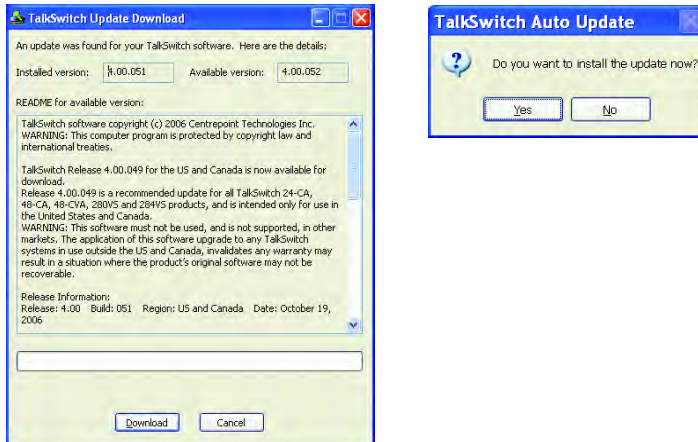 TalkSwitch Update Download
An update was found for your TalkSwitch software. Here are the details:
Installed version: 4.00.051 Available version: 4.00.052
README for available version:
TalkSwitch software copyright (c) 2006 Centrepoint Technologies Inc.
WARNING: This computer program is protected by copyright law and
international treaties.
TalkSwitch Release 4.00.049 for the US and Canada is now available for
download.
Release 4.00.049 is a recommended update for all TalkSwitch 24-CA,
48-CA, 48-CVA, 280VS and 284VS products, and is intended only for use in
the United States and Canada.
WARNING: This software must not be used, and is not supported, in other
markets. The application of this software upgrade to any TalkSwitch
systems in use outside the US and Canada, invalidates any warranty may
result in a situation where the product's original software may not be
recoverable.
Release Information:
Release: 4.00 Build: 051 Region: US and Canada Date: October 19,
2006
Download Cancel
TalkSwitch Auto Update
Do you want to install the update now?
Yes No